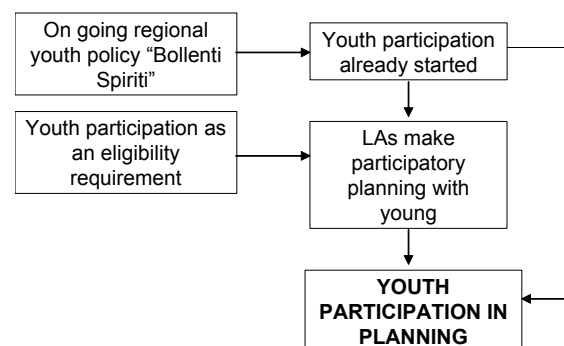 On going regional
youth policy “Bollenti
Spiriti”
Youth participation
already started
Youth participation as
an eligibility
requirement
LAs make
participatory
planning with
young
YOUTH
PARTICIPATION IN
PLANNING